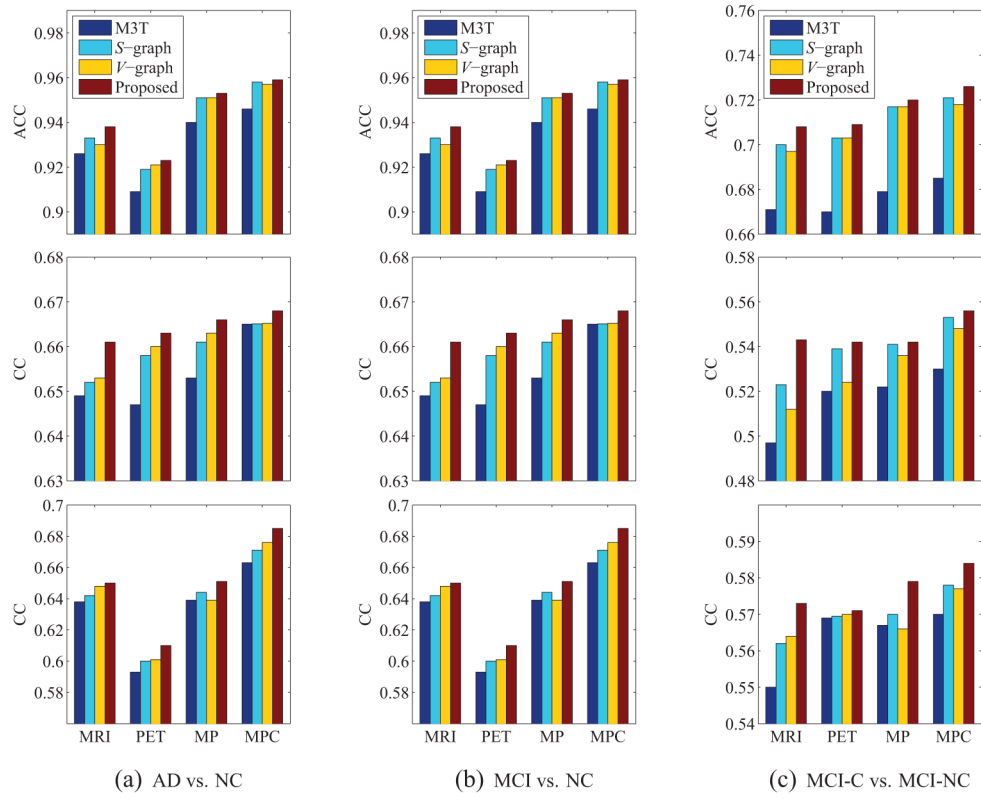 0.98
0.96
0.94
0.92
0.9
ACC
M3T
S-graph
V-graph
Proposed
0.98
0.96
0.94
0.92
0.9
ACC
M3T
S-graph
V-graph
Proposed
0.76
0.74
0.72
0.7
0.68
0.66
ACC
M3T
S-graph
V-graph
Proposed
0.68
0.67
0.66
0.65
0.64
0.63
CC
0.68
0.67
0.66
0.65
0.64
0.63
CC
0.58
0.56
0.54
0.52
0.5
0.48
CC
0.7
0.68
0.66
0.64
0.62
0.6
0.58
CC
MRI PET MP MPC
0.7
0.68
0.66
0.64
0.62
0.6
0.58
CC
MRI PET MP MPC
0.59
0.58
0.57
0.56
0.55
0.54
CC
MRI PET MP MPC
(a) AD vs. NC
(b) MCI vs. NC
(c) MCI-C vs. MCI-NC